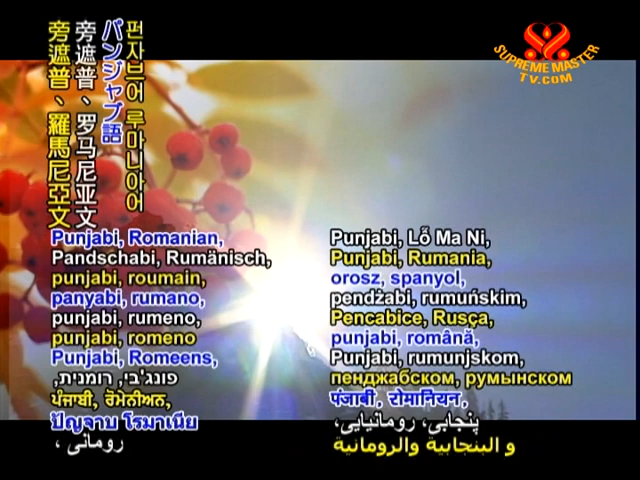 SUPREME MASTER
TV.COM
펀자브어 루마니아어
パンジャブ語
旁遮普、罗马尼亚文
旁遮普、羅馬尼亞文
Punjabi, Romanian,
Pandschabi, Rumänisch,
punjabi, roumain,
panyabi, rumano,
punjabi, rumeno,
punjabi, romeno
Punjabi, Romeens,
פונג'בי, רומנית,
ਪੰਜਾਬੀ, ਰੋਮੇਨੀਅਨ,
ปัญจาบ โรมาเนีย
رومانى ،
Punjabi, Lỗ Ma Ni,
Punjabi, Rumania,
orosz, spanyol,
pendżabi, rumuńskim,
Pencabice, Rusça,
punjabi, română,
Punjabi, rumunjskom,
пенджабском, румынском
पंजाबी, रोमानियन,
پنجابی، رومانیایی،
و البنجابية والرومانية